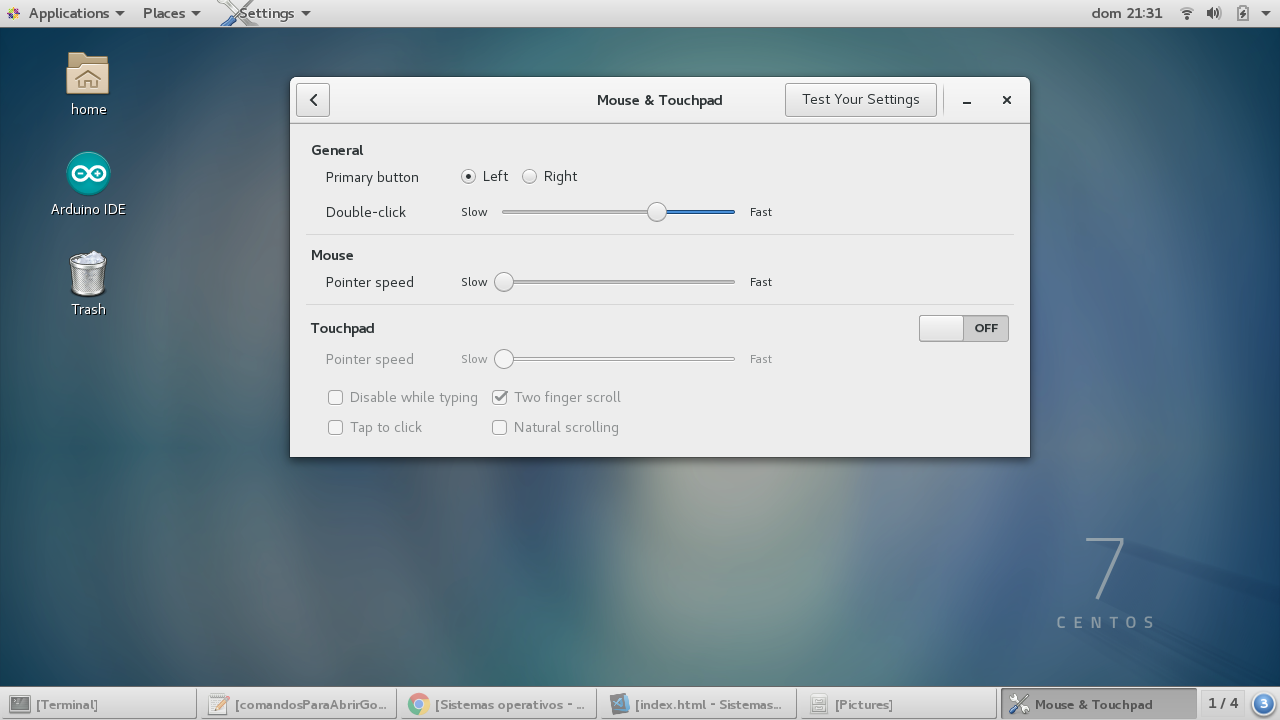 Applications Places Settings dom 21:31
home
Arduino IDE
Trash
Mouse & Touchpad Test Your Settings
General
Primary button Left Right
Double-click Slow Fast
Mouse
Pointer speed Slow Fast
Touchpad OFF
Pointer speed Slow Fast
Disable while typing Two finger scroll
Tap to click Natural scrolling
7
CENTOS
[Terminal] [comandosParaAbrirGo... [Sistemas operativos - ... [index.html - Sistemas... [Pictures] Mouse & Touchpad 1 / 4 3